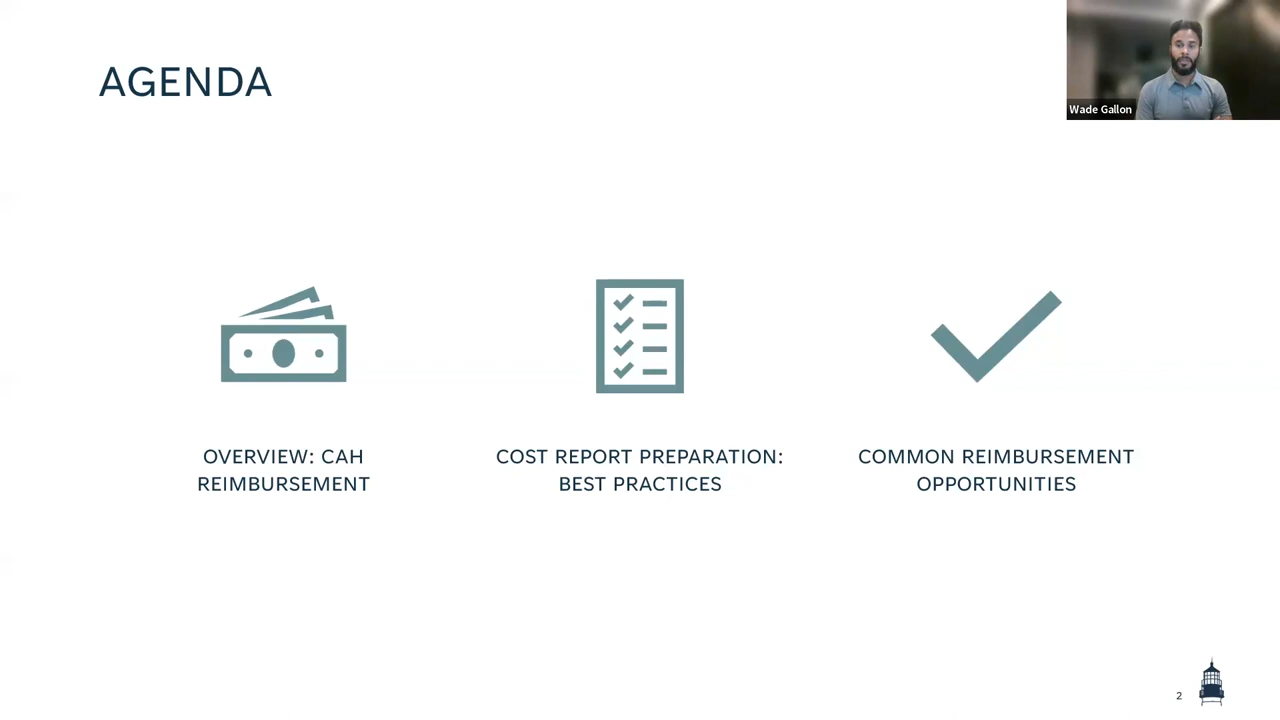 AGENDA
Wade Gallon
OVERVIEW: CAH
REIMBURSEMENT
COST REPORT PREPARATION:
BEST PRACTICES
COMMON REIMBURSEMENT
OPPORTUNITIES
2